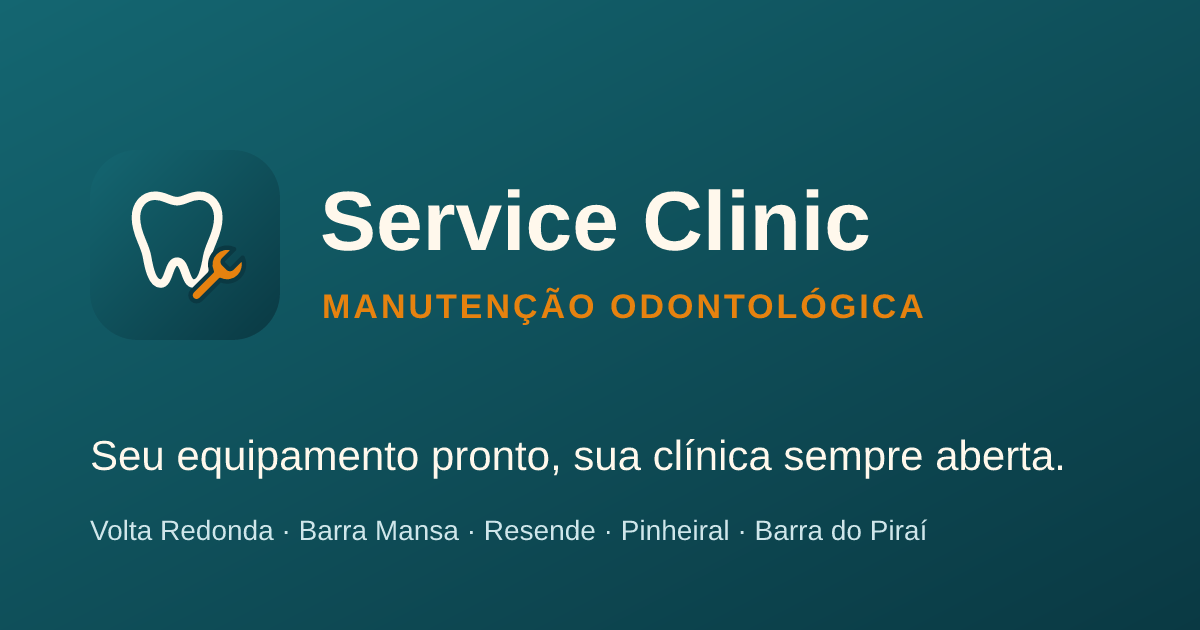 Service Clinic
MANUTENÇÃO ODONTOLÓGICA
Seu equipamento pronto, sua clínica sempre aberta.
Volta Redonda · Barra Mansa · Resende · Pinheiral · Barra do Piraí